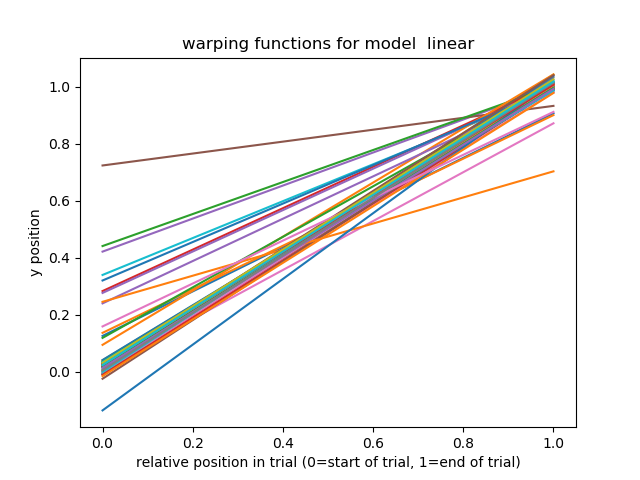 warping functions for model  linear
y position
1.0
0.8
0.6
0.4
0.2
0.0
0.0 0.2 0.4 0.6 0.8 1.0
relative position in trial (0=start of trial, 1=end of trial)